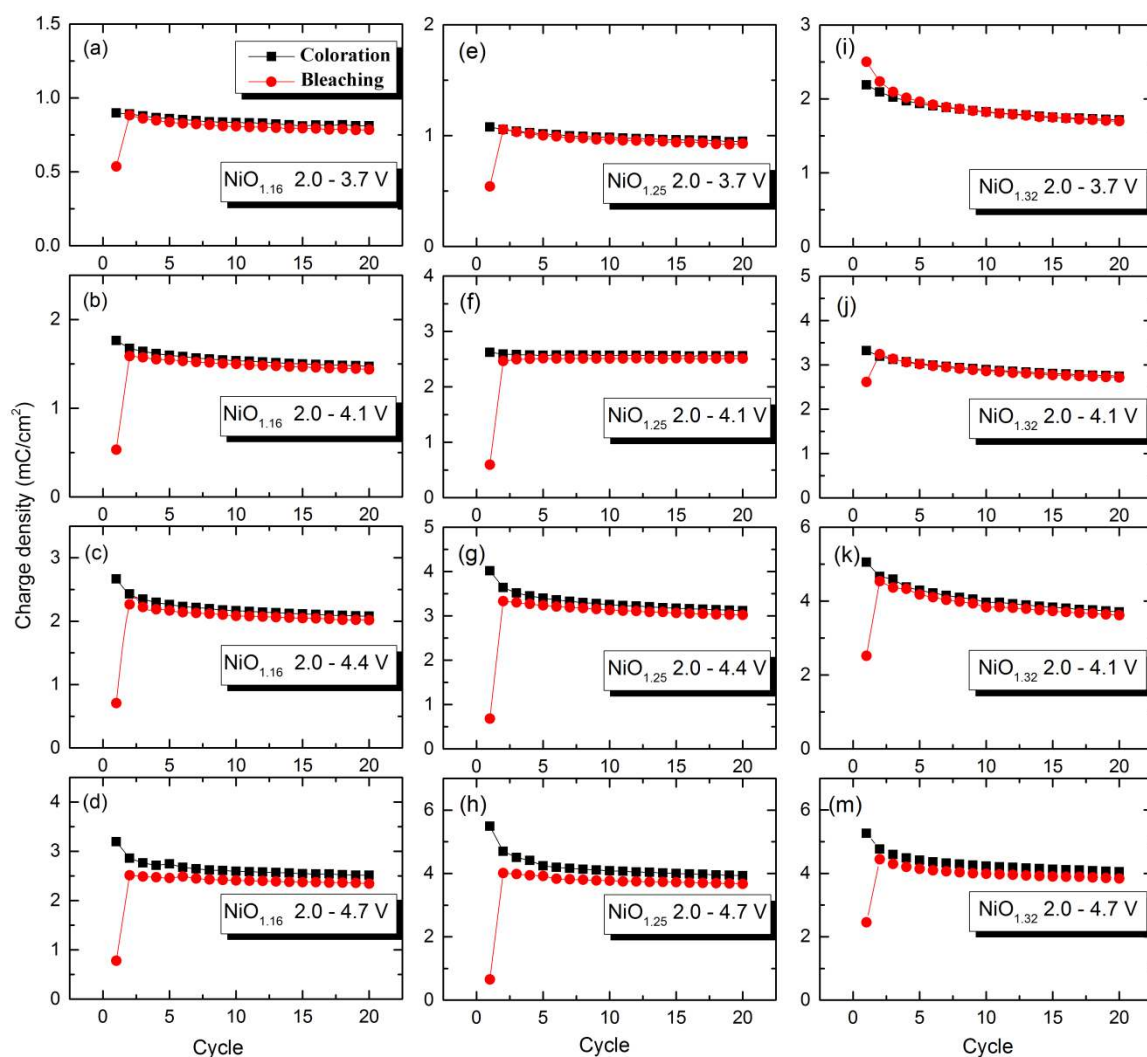 Charge density (mC/cm²)
(a)
Coloration
Bleaching
NiO₁.₁₆ 2.0 - 3.7 V
1.5
1.0
0.5
0.0
0 5 10 15 20
(e)
NiO₁.₂₅ 2.0 - 3.7 V
2
1
0
0 5 10 15 20
(i)
NiO₁.₃₂ 2.0 - 3.7 V
3
2
1
0
0 5 10 15 20
(b)
NiO₁.₁₆ 2.0 - 4.1 V
2
1
0
0 5 10 15 20
(f)
NiO₁.₂₅ 2.0 - 4.1 V
4
3
2
1
0
0 5 10 15 20
(j)
NiO₁.₃₂ 2.0 - 4.1 V
5
4
3
2
1
0
0 5 10 15 20
(c)
NiO₁.₁₆ 2.0 - 4.4 V
3
2
1
0
0 5 10 15 20
(g)
NiO₁.₂₅ 2.0 - 4.4 V
5
4
3
2
1
0
0 5 10 15 20
(k)
NiO₁.₃₂ 2.0 - 4.1 V
6
4
2
0
0 5 10 15 20
(d)
NiO₁.₁₆ 2.0 - 4.7 V
4
3
2
1
0
0 5 10 15 20
Cycle
(h)
NiO₁.₂₅ 2.0 - 4.7 V
6
4
2
0
0 5 10 15 20
Cycle
(m)
NiO₁.₃₂ 2.0 - 4.7 V
6
4
2
0
0 5 10 15 20
Cycle